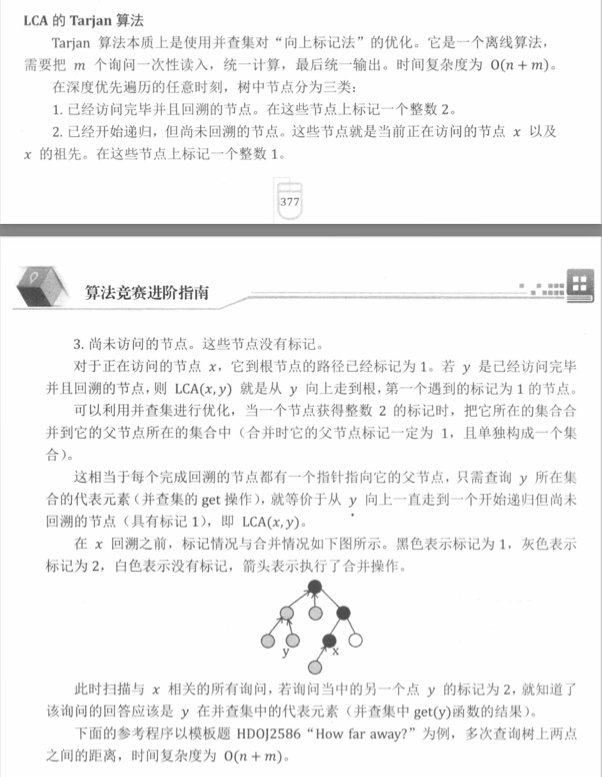 LCA 的 Tarjan 算法
Tarjan 算法本质上是使用并查集对“向上标记法”的优化。它是一个离线算法，
需要把 m 个询问一次性读入，统一计算，最后统一输出。时间复杂度为 O(n + m)。
在深度优先遍历的任意时刻，树中节点分为三类：
1. 已经访问完毕并且回溯的节点。在这些节点上标记一个整数 2。
2. 已经开始递归，但尚未回溯的节点。这些节点就是当前正在访问的节点 x 以及
x 的祖先。在这些节点上标记一个整数 1。
377
算法竞赛进阶指南
3. 尚未访问的节点。这些节点没有标记。
对于正在访问的节点 x，它到根节点的路径已经标记为 1。若 y 是已经访问完毕
并且回溯的节点，则 LCA(x, y) 就是从 y 向上走到根，第一个遇到的标记为 1 的节点。
可以利用并查集进行优化，当一个节点获得整数 2 的标记时，把它所在的集合合
并到它的父节点所在的集合中（合并时它的父节点标记一定为 1，且单独构成一个集
合）。
这相当于每个完成回溯的节点都有一个指针指向它的父节点，只需查询 y 所在集
合的代表元素（并查集的 get 操作），就等价于从 y 向上一直走到一个开始递归但尚未
回溯的节点（具有标记 1），即 LCA(x, y)。
在 x 回溯之前，标记情况与合并情况如下图所示。黑色表示标记为 1，灰色表示
标记为 2，白色表示没有标记，箭头表示执行了合并操作。
y x
此时扫描与 x 相关的所有询问，若询问当中的另一个点 y 的标记为 2，就知道了
该询问的回答应该是 y 在并查集中的代表元素（并查集中 get(y)函数的结果）。
下面的参考程序以模板题 HDOJ2586 “How far away?” 为例，多次查询树上两点
之间的距离，时间复杂度为 O(n + m)。